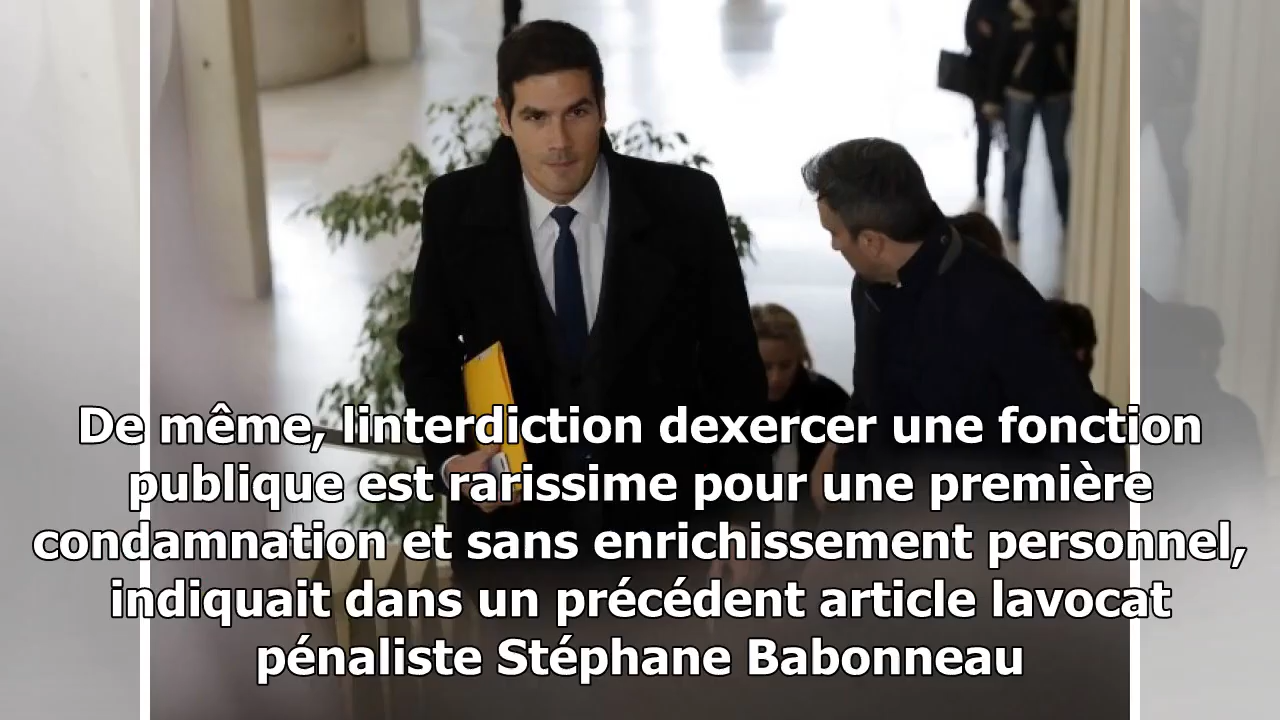 De même, linterdiction dexercer une fonction
publique est rarissime pour une première
condamnation et sans enrichissement personnel,
indiquait dans un précédent article lavocat
pénaliste Stéphane Babonneau